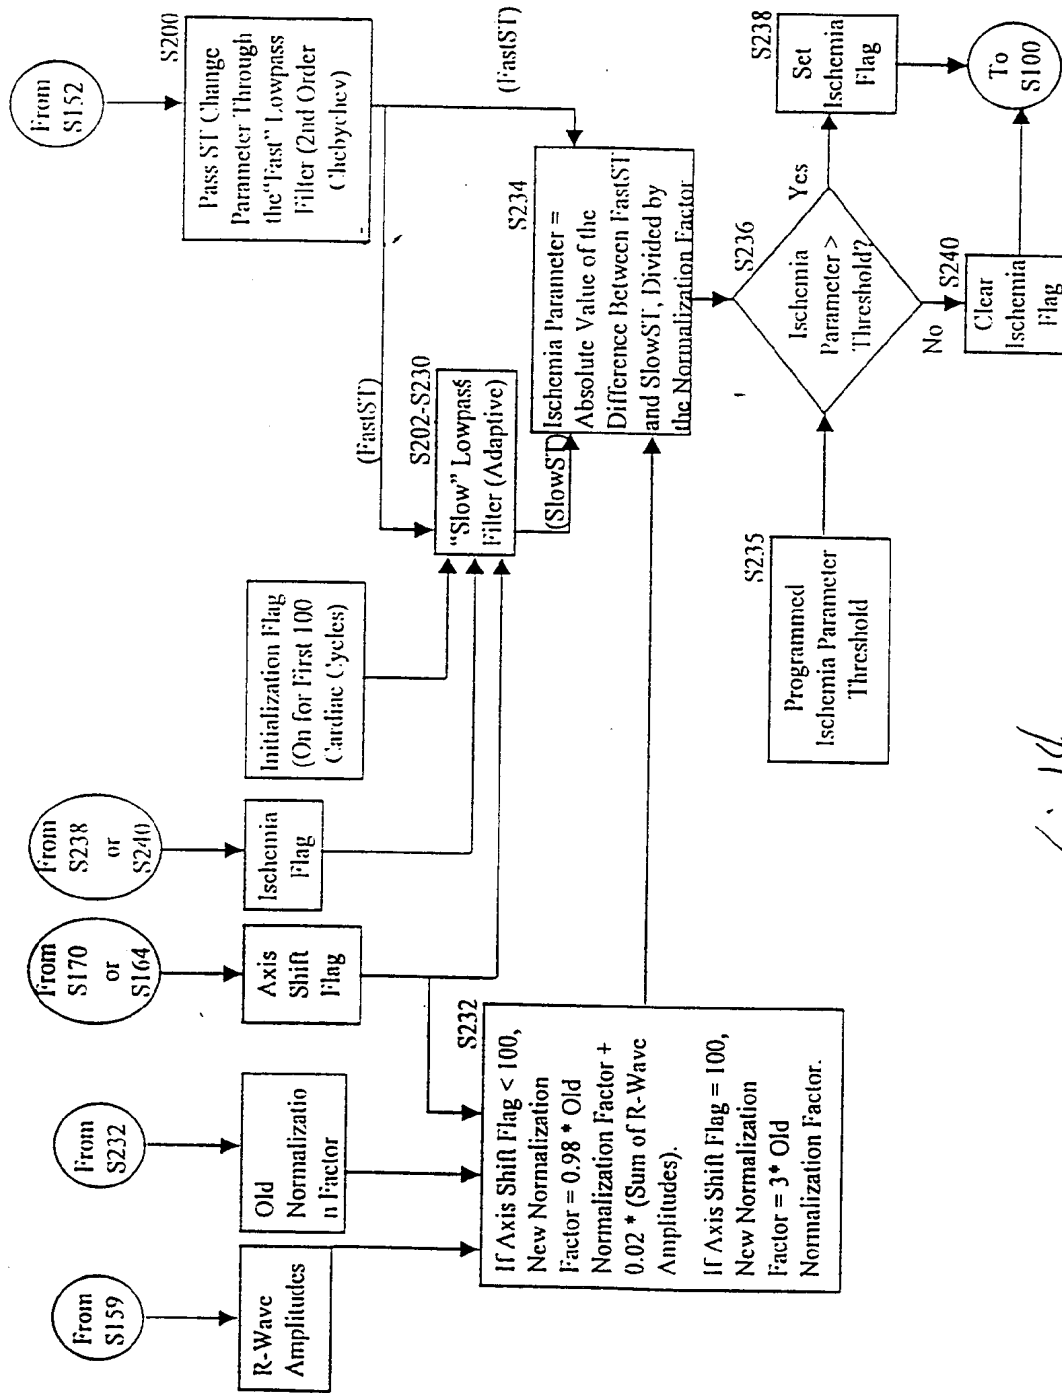 From
S159
R-Wave
Amplitudes
From
S232
Old
Normalizatio
n Factor
From
S170
or
S164
Axis
Shift
Flag
From
S238
or
S240
Ischemia
Flag
Initialization Flag
(On for First 100
Cardiac Cycles)
From
S152
S200
Pass ST Change
Parameter Through
the "Fast" Lowpass
Filter (2nd Order
Chebychev)
(FastST)
(FastST)
S202-S230
"Slow" Lowpass
Filter (Adaptive)
(SlowST)
S232
If Axis Shift Flag < 100,
New Normalization
Factor = 0.98 * Old
Normalization Factor +
0.02 * (Sum of R-Wave
Amplitudes).
If Axis Shift Flag = 100,
New Normalization
Factor = 3* Old
Normalization Factor.
S234
Ischemia Parameter =
Absolute Value of the
Difference Between FastST
and SlowST, Divided by
the Normalization Factor
S235
Programmed
Ischemia Parameter
Threshold
S236
Ischemia
Parameter >
Threshold?
Yes
No
S238
Set
Ischemia
Flag
S240
Clear
Ischemia
Flag
To
S100